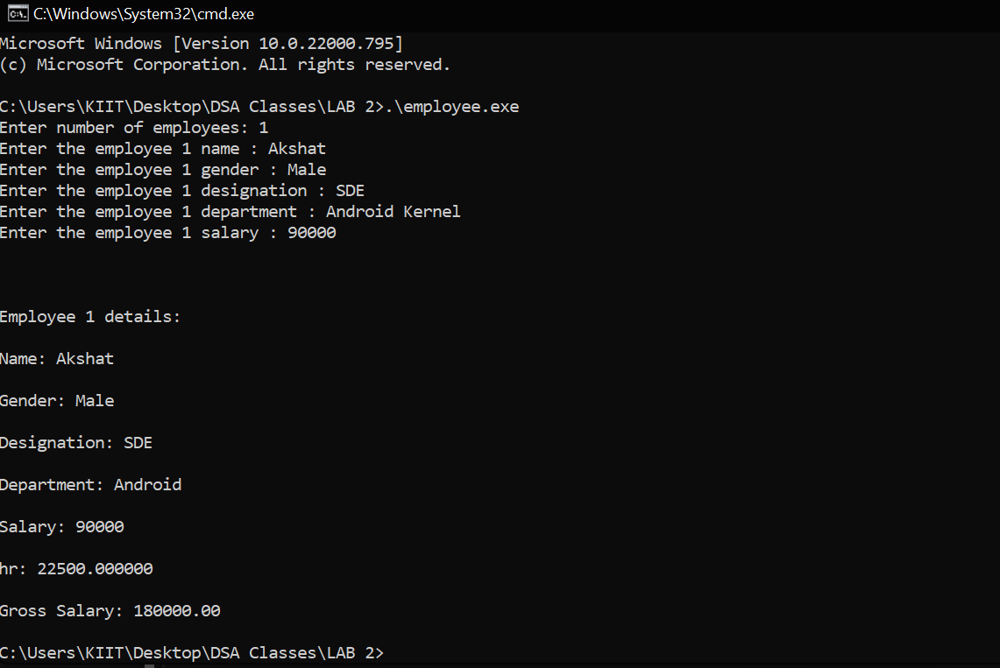 C:\Windows\System32\cmd.exe
Microsoft Windows [Version 10.0.22000.795]
(c) Microsoft Corporation. All rights reserved.
C:\Users\KIIT\Desktop\DSA Classes\LAB 2>.\employee.exe
Enter number of employees: 1
Enter the employee 1 name : Akshat
Enter the employee 1 gender : Male
Enter the employee 1 designation : SDE
Enter the employee 1 department : Android Kernel
Enter the employee 1 salary : 90000
Employee 1 details:
Name: Akshat
Gender: Male
Designation: SDE
Department: Android
Salary: 90000
hr: 22500.000000
Gross Salary: 180000.00
C:\Users\KIIT\Desktop\DSA Classes\LAB 2>